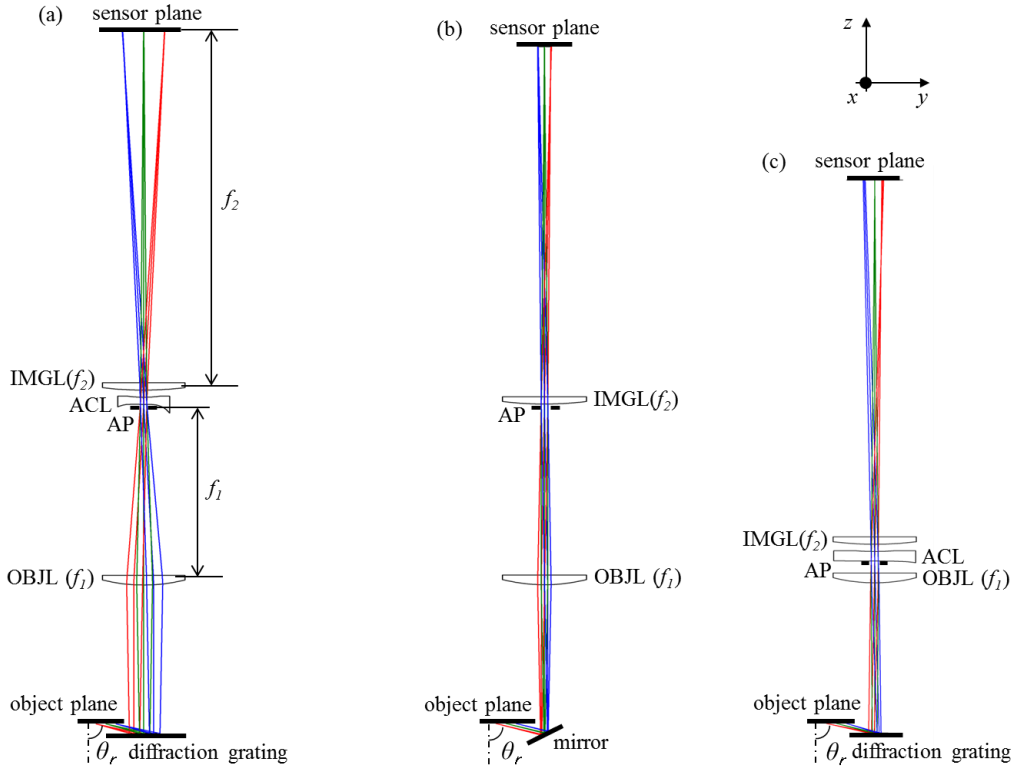 (a)
sensor plane
f2
IMGL(f2)
ACL
AP
f1
OBJL (f1)
object plane
θr
diffraction grating
(b)
sensor plane
IMGL(f2)
AP
OBJL (f1)
object plane
θr
mirror
z
x
y
(c)
sensor plane
IMGL(f2)
ACL
AP
OBJL (f1)
object plane
θr
diffraction grating